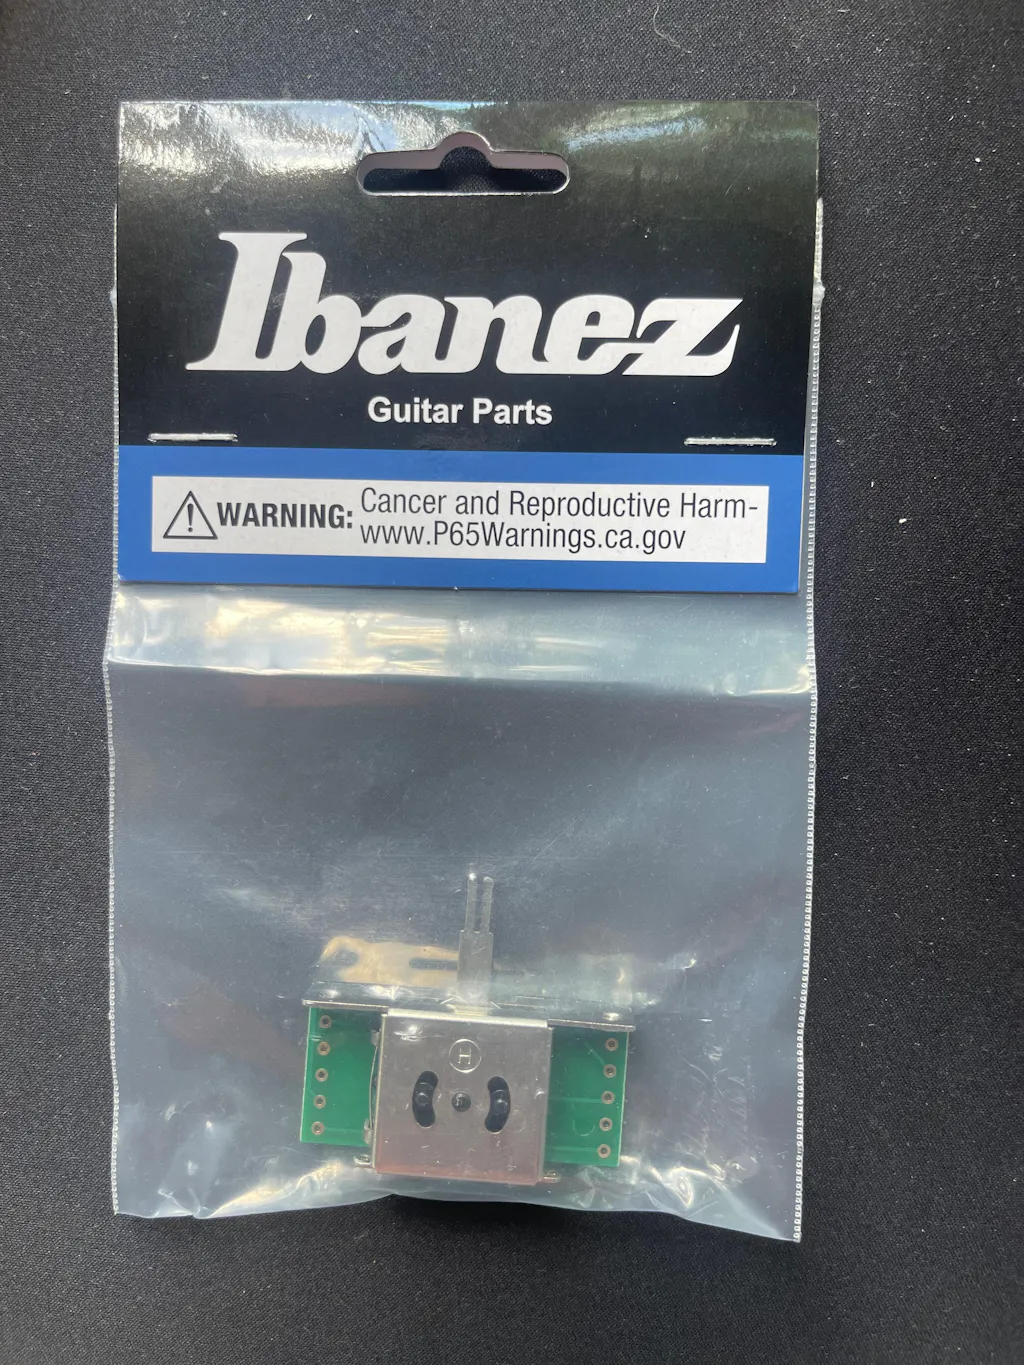 Ibanez
Guitar Parts
WARNING: Cancer and Reproductive Harm-
www.P65Warnings.ca.gov
H